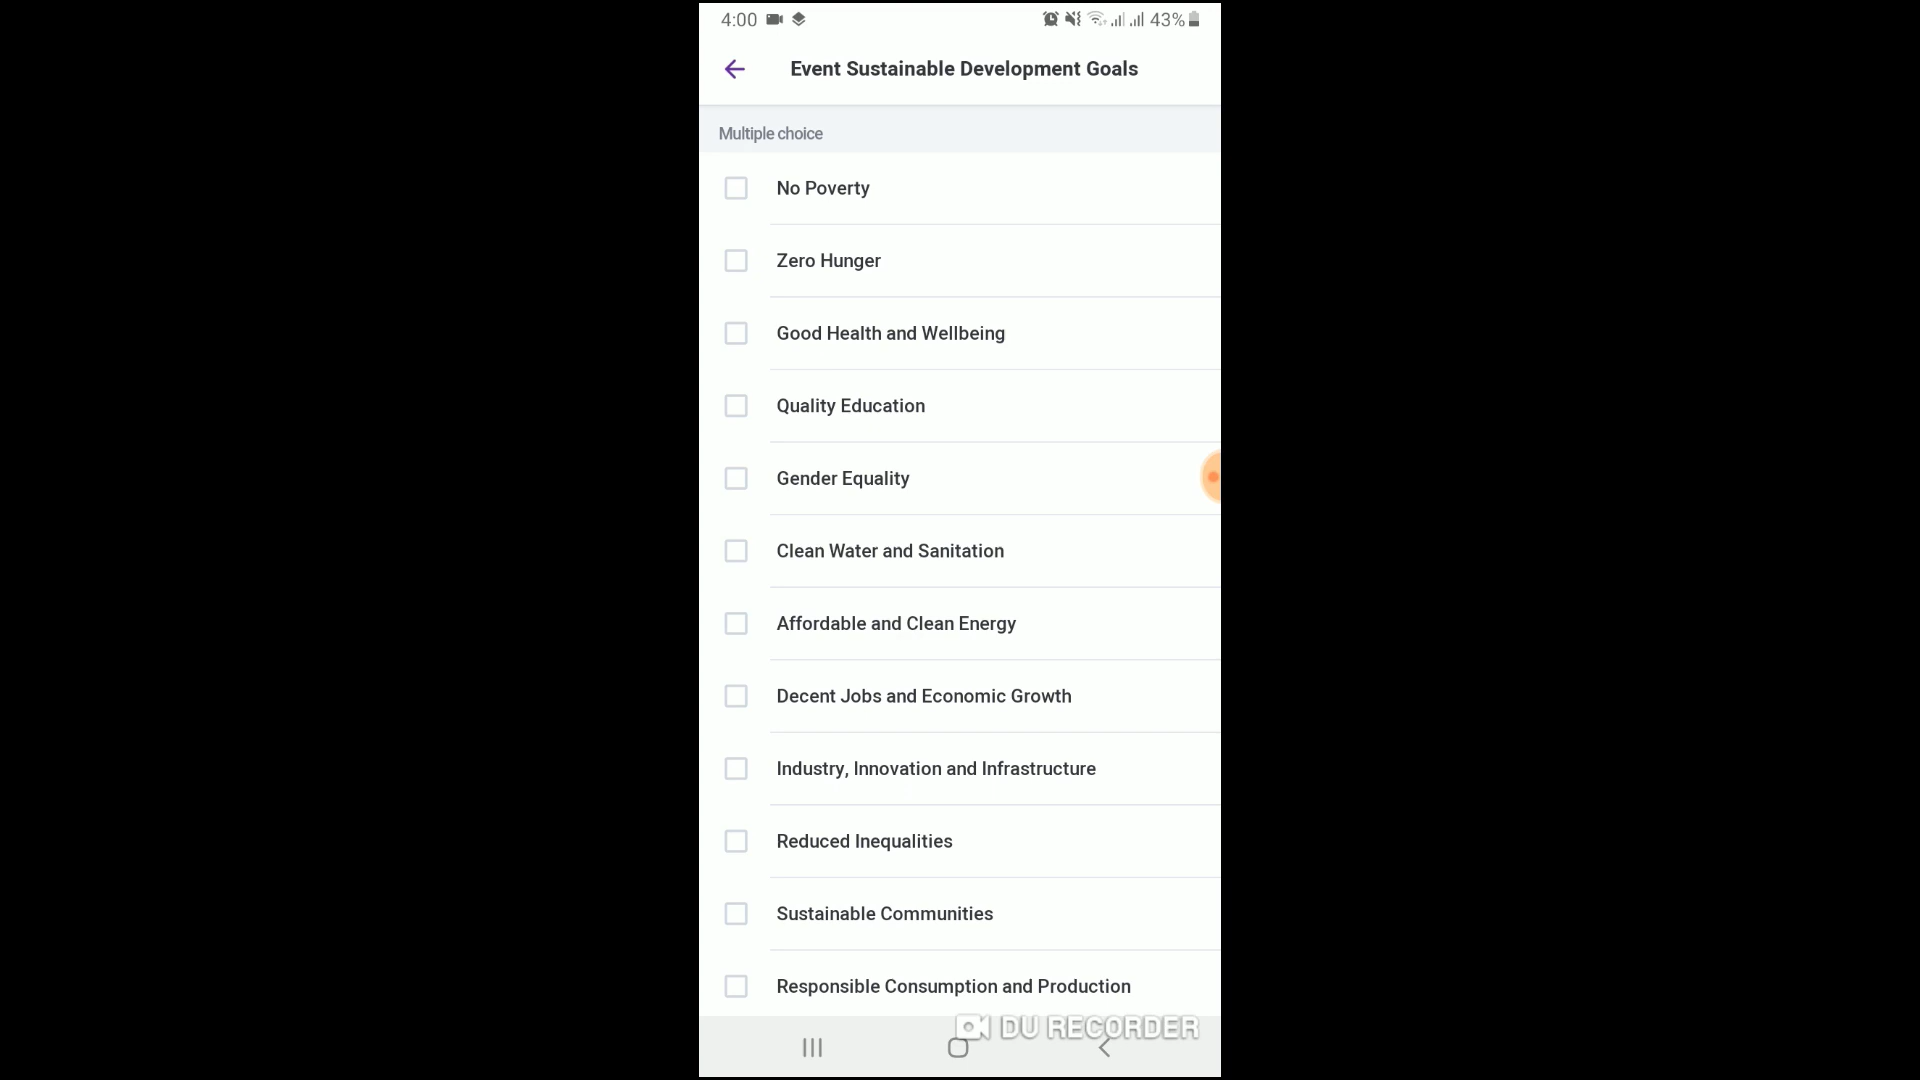 4:00 43%
Event Sustainable Development Goals
Multiple choice
No Poverty
Zero Hunger
Good Health and Wellbeing
Quality Education
Gender Equality
Clean Water and Sanitation
Affordable and Clean Energy
Decent Jobs and Economic Growth
Industry, Innovation and Infrastructure
Reduced Inequalities
Sustainable Communities
Responsible Consumption and Production
DU RECORDER